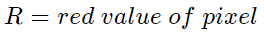 R = red value of pixel